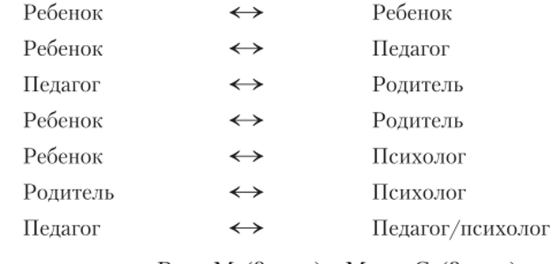 Ребенок ↔ Ребенок
Ребенок ↔ Педагог
Педагог ↔ Родитель
Ребенок ↔ Родитель
Ребенок ↔ Психолог
Родитель ↔ Психолог
Педагог ↔ Педагог/психолог